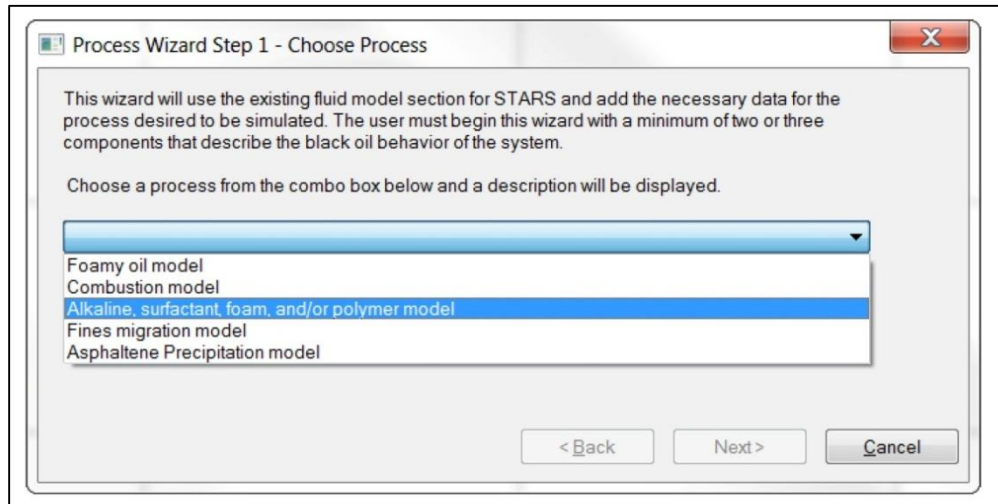 Process Wizard Step 1 - Choose Process
This wizard will use the existing fluid model section for STARS and add the necessary data for the
process desired to be simulated. The user must begin this wizard with a minimum of two or three
components that describe the black oil behavior of the system.
Choose a process from the combo box below and a description will be displayed.
Foamy oil model
Combustion model
Alkaline, surfactant, foam, and/or polymer model
Fines migration model
Asphaltene Precipitation model
< Back
Next >
Cancel